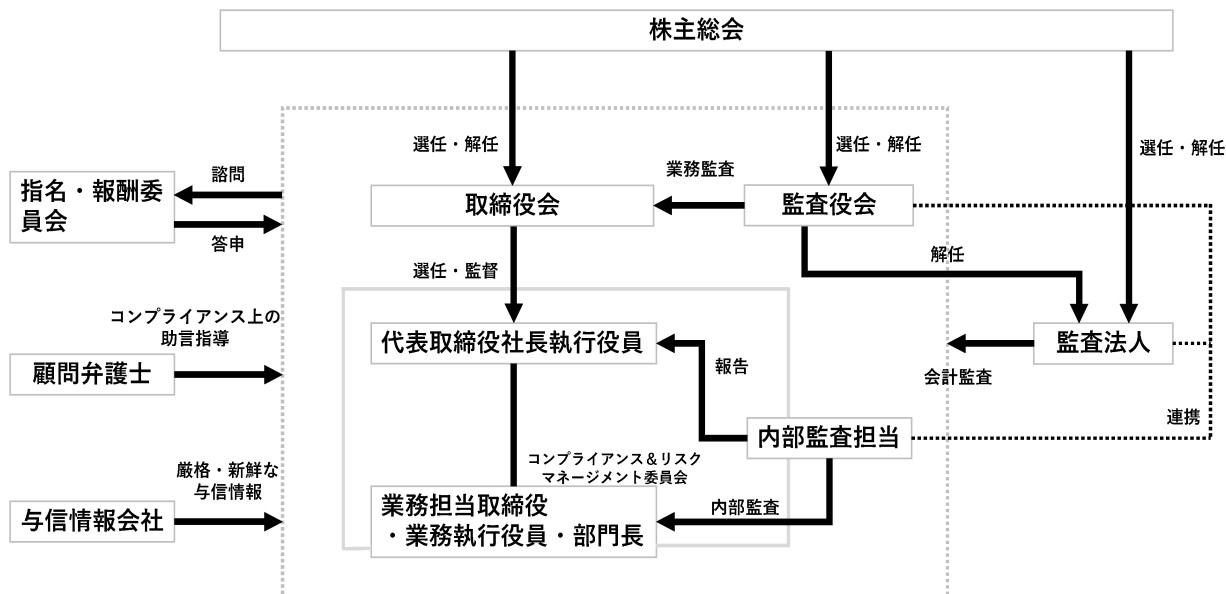 株主総会
選任・解任
選任・解任
選任・解任
業務監査
諮問
指名・報酬委
員会
答申
取締役会
監査役会
解任
選任・監督
コンプライアンス上の
助言指導
代表取締役社長執行役員
監査法人
報告
会計監査
顧問弁護士
連携
内部監査担当
コンプライアンス&リスク
マネージメント委員会
厳格・新鮮な
与信情報
業務担当取締役
・業務執行役員・部門長
内部監査
与信情報会社